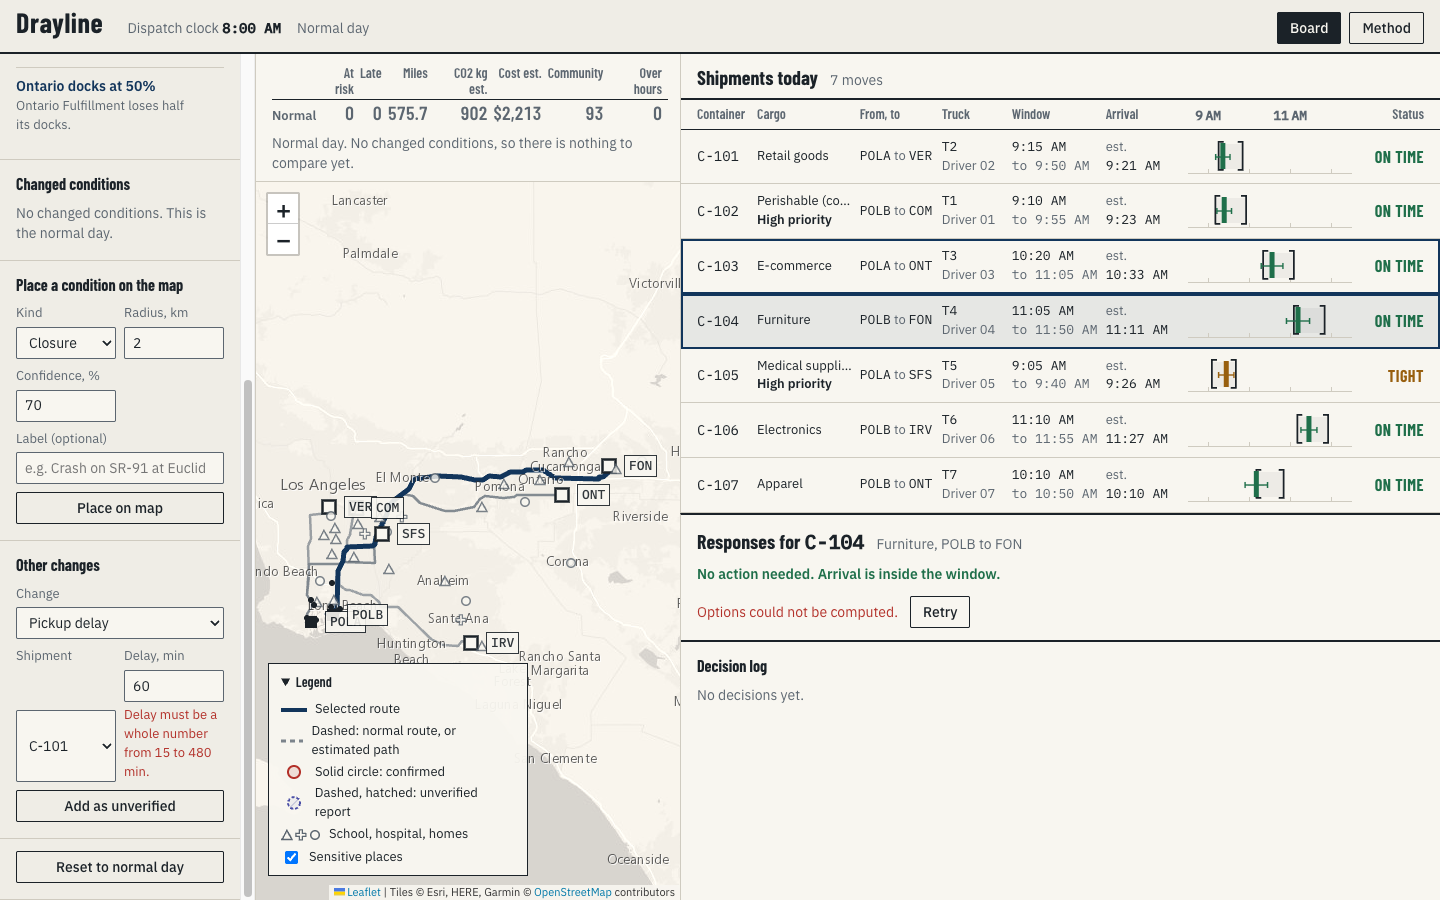 Drayline
Dispatch clock 8:00 AM Normal day
Board
Method
Ontario docks at 50%
Ontario Fulfillment loses half
its docks.
Changed conditions
No changed conditions. This is
the normal day.
Place a condition on the map
Kind
Radius, km
Closure
2
Confidence, %
70
Label (optional)
e.g. Crash on SR-91 at Euclid
Place on map
Other changes
Change
Pickup delay
Shipment
Delay, min
60
C-101
Delay must be a
whole number
from 15 to 480
min.
Add as unverified
Reset to normal day
At risk Late Miles CO2 kg est. Cost est. Community Over hours
Normal 0 0 575.7 902 $2,213 93 0
Normal day. No changed conditions, so there is nothing to
compare yet.
+
−
Lancaster
Palmdale
Victorvill
Rancho
Cucamonga
El Monte
Ontario
Pomona
FON
ONT
Los Angeles
ica
VER
COM
SFS
Riverside
Corona
ndo Beach
Anaheim
Long Beach
POLB
Santa Ana
Huntington
Beach
IRV
Rancho Santa
Margarita
Laguna Niguel
n Clemente
Oceanside
Legend
Selected route
Dashed: normal route, or
estimated path
Solid circle: confirmed
Dashed, hatched: unverified
report
School, hospital, homes
Sensitive places
Leaflet | Tiles © Esri, HERE, Garmin © OpenStreetMap contributors
Shipments today 7 moves
Container Cargo From, to Truck Window Arrival 9 AM 11 AM Status
C-101 Retail goods POLA to VER T2 Driver 02 9:15 AM to 9:50 AM est. 9:21 AM ON TIME
C-102 Perishable (co… High priority POLB to COM T1 Driver 01 9:10 AM to 9:55 AM est. 9:23 AM ON TIME
C-103 E-commerce POLA to ONT T3 Driver 03 10:20 AM to 11:05 AM est. 10:33 AM ON TIME
C-104 Furniture POLB to FON T4 Driver 04 11:05 AM to 11:50 AM est. 11:11 AM ON TIME
C-105 Medical suppli… High priority POLA to SFS T5 Driver 05 9:05 AM to 9:40 AM est. 9:26 AM TIGHT
C-106 Electronics POLB to IRV T6 Driver 06 11:10 AM to 11:55 AM est. 11:27 AM ON TIME
C-107 Apparel POLB to ONT T7 Driver 07 10:10 AM to 10:50 AM est. 10:10 AM ON TIME
Responses for C-104 Furniture, POLB to FON
No action needed. Arrival is inside the window.
Options could not be computed. Retry
Decision log
No decisions yet.